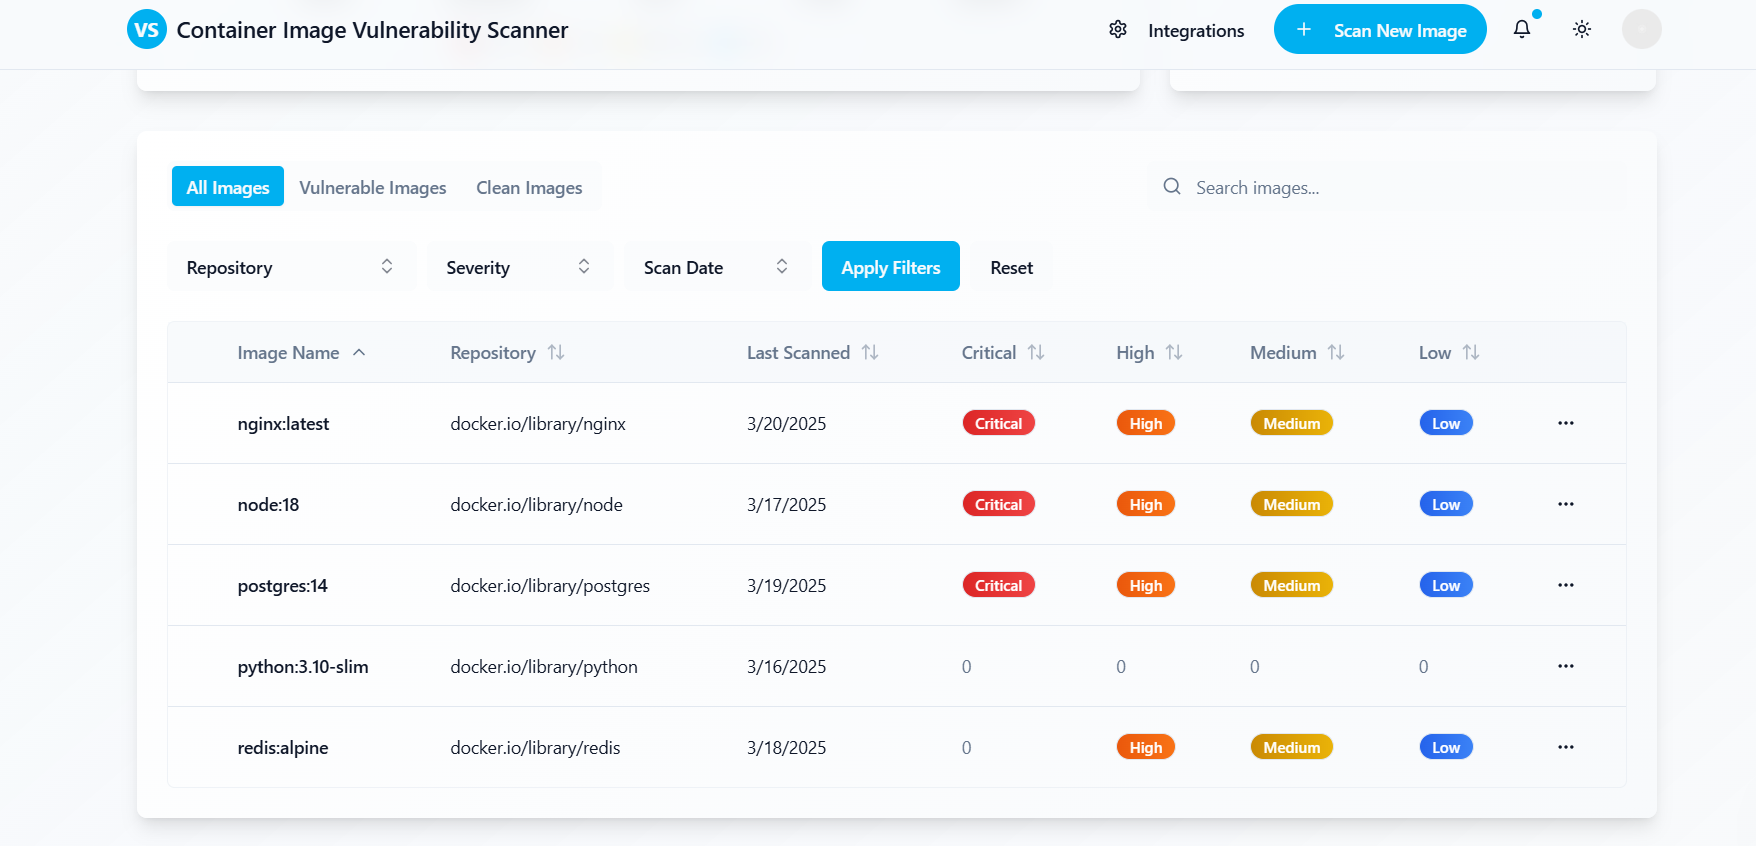 VS Container Image Vulnerability Scanner Integrations + Scan New Image
All Images Vulnerable Images Clean Images Search images...
Repository Severity Scan Date Apply Filters Reset
Image Name Repository Last Scanned Critical High Medium Low
nginx:latest docker.io/library/nginx 3/20/2025 Critical High Medium Low ...
node:18 docker.io/library/node 3/17/2025 Critical High Medium Low ...
postgres:14 docker.io/library/postgres 3/19/2025 Critical High Medium Low ...
python:3.10-slim docker.io/library/python 3/16/2025 0 0 0 0 ...
redis:alpine docker.io/library/redis 3/18/2025 0 High Medium Low ...